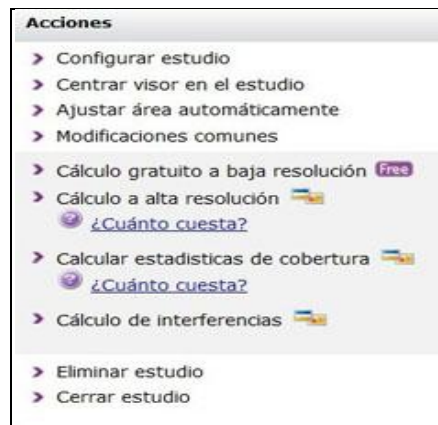 Acciones
Configurar estudio
Centrar visor en el estudio
Ajustar área automáticamente
Modificaciones comunes
Cálculo gratuito a baja resolución Free
Cálculo a alta resolución
¿Cuánto cuesta?
Calcular estadisticas de cobertura
¿Cuánto cuesta?
Cálculo de interferencias
Eliminar estudio
Cerrar estudio